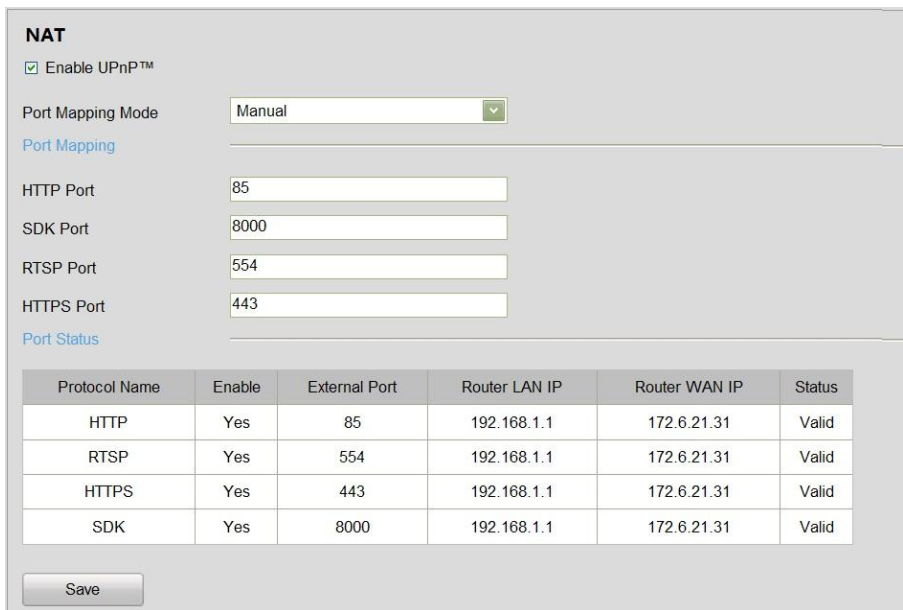 NAT
Enable UPnP™
Port Mapping Mode Manual
Port Mapping
HTTP Port 85
SDK Port 8000
RTSP Port 554
HTTPS Port 443
Port Status
Protocol Name Enable External Port Router LAN IP Router WAN IP Status
HTTP Yes 85 192.168.1.1 172.6.21.31 Valid
RTSP Yes 554 192.168.1.1 172.6.21.31 Valid
HTTPS Yes 443 192.168.1.1 172.6.21.31 Valid
SDK Yes 8000 192.168.1.1 172.6.21.31 Valid
Save